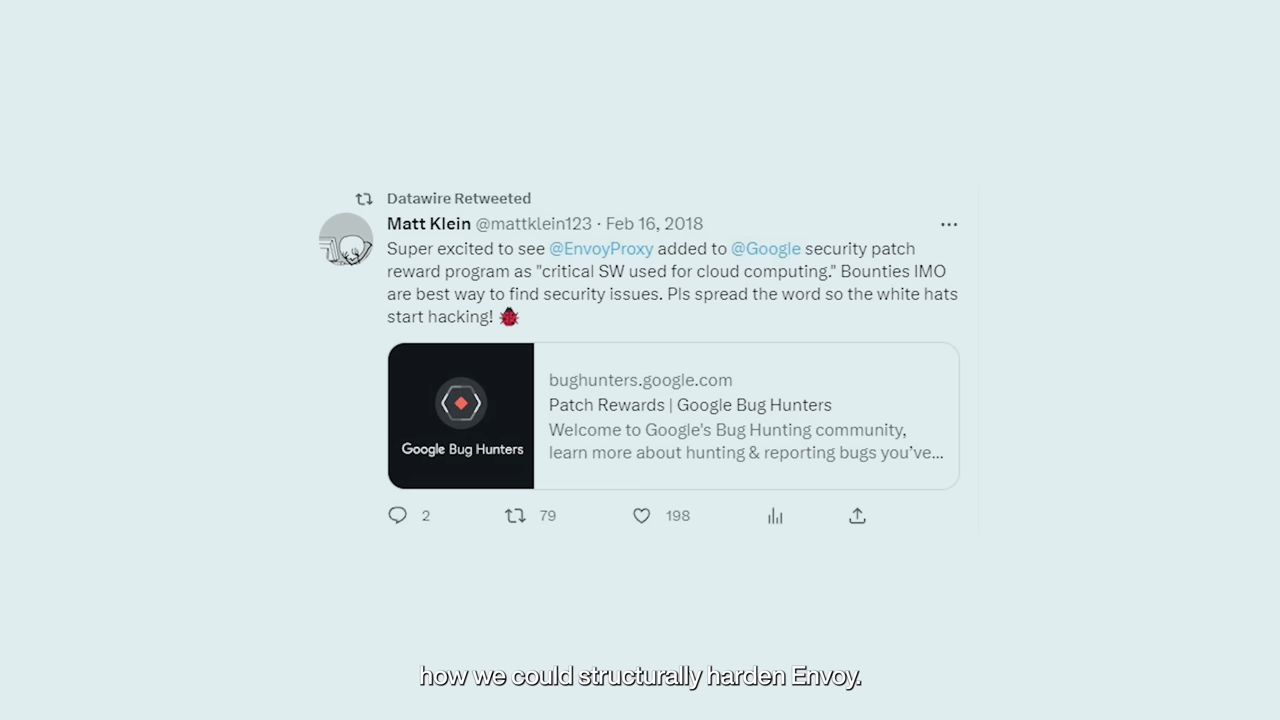 Datawire Retweeted
Matt Klein @mattklein123 · Feb 16, 2018
Super excited to see @EnvoyProxy added to @Google security patch
reward program as "critical SW used for cloud computing." Bounties IMO
are best way to find security issues. Pls spread the word so the white hats
start hacking! 🐞
bughunters.google.com
Patch Rewards | Google Bug Hunters
Welcome to Google's Bug Hunting community,
learn more about hunting & reporting bugs you’ve...
Google Bug Hunters
2 79 198
how we could structurally harden Envoy.